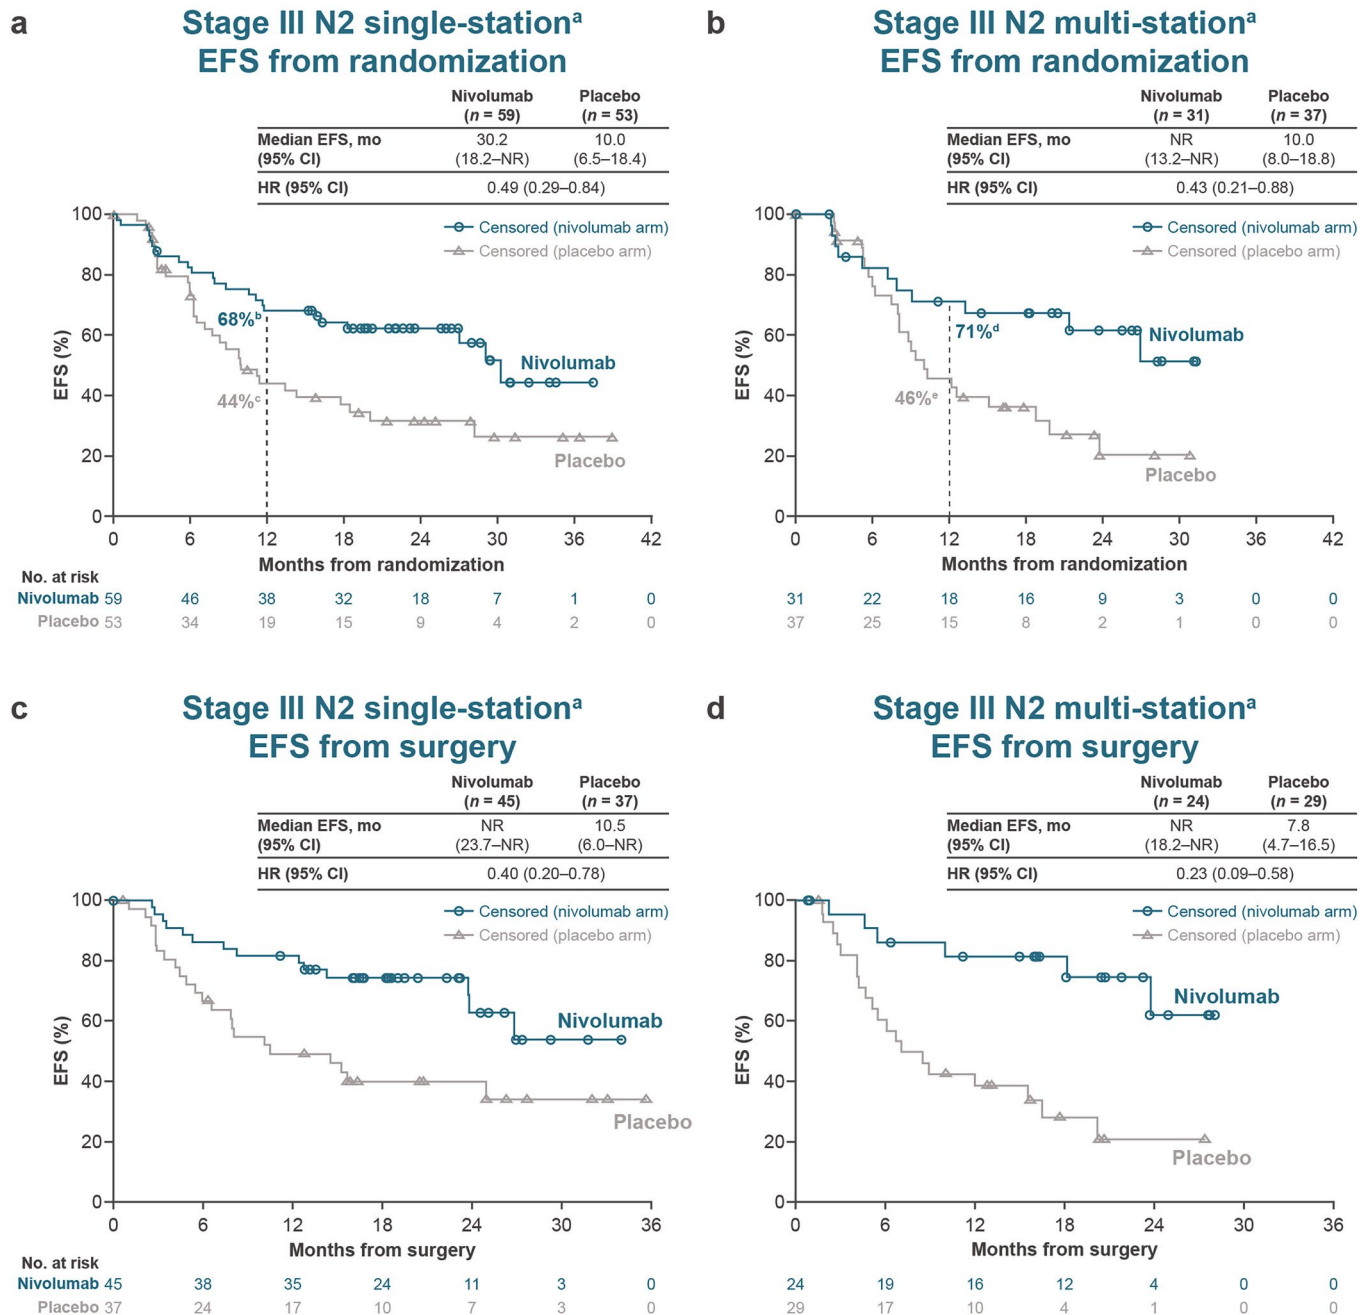 a
Stage III N2 single-stationᵃ
EFS from randomization
Nivolumab Placebo
(n = 59) (n = 53)
Median EFS, mo 30.2 10.0
(95% CI) (18.2–NR) (6.5–18.4)
HR (95% CI) 0.49 (0.29–0.84)
Censored (nivolumab arm)
Censored (placebo arm)
100
80
60
40
20
0
EFS (%)
68%ᵇ
44%ᶜ
Nivolumab
Placebo
0 6 12 18 24 30 36 42
Months from randomization
No. at risk
Nivolumab 59 46 38 32 18 7 1 0
Placebo 53 34 19 15 9 4 2 0
b
Stage III N2 multi-stationᵃ
EFS from randomization
Nivolumab Placebo
(n = 31) (n = 37)
Median EFS, mo NR 10.0
(95% CI) (13.2–NR) (8.0–18.8)
HR (95% CI) 0.43 (0.21–0.88)
Censored (nivolumab arm)
Censored (placebo arm)
100
80
60
40
20
0
EFS (%)
71%ᵈ
46%ᵉ
Nivolumab
Placebo
0 6 12 18 24 30 36 42
Months from randomization
31 22 18 16 9 3 0 0
37 25 15 8 2 1 0 0
c
Stage III N2 single-stationᵃ
EFS from surgery
Nivolumab Placebo
(n = 45) (n = 37)
Median EFS, mo NR 10.5
(95% CI) (23.7–NR) (6.0–NR)
HR (95% CI) 0.40 (0.20–0.78)
Censored (nivolumab arm)
Censored (placebo arm)
100
80
60
40
20
0
EFS (%)
Nivolumab
Placebo
0 6 12 18 24 30 36
Months from surgery
No. at risk
Nivolumab 45 38 35 24 11 3 0
Placebo 37 24 17 10 7 3 0
d
Stage III N2 multi-stationᵃ
EFS from surgery
Nivolumab Placebo
(n = 24) (n = 29)
Median EFS, mo NR 7.8
(95% CI) (18.2–NR) (4.7–16.5)
HR (95% CI) 0.23 (0.09–0.58)
Censored (nivolumab arm)
Censored (placebo arm)
100
80
60
40
20
0
EFS (%)
Nivolumab
Placebo
0 6 12 18 24 30 36
Months from surgery
24 19 16 12 4 0 0
29 17 10 4 1 0 0